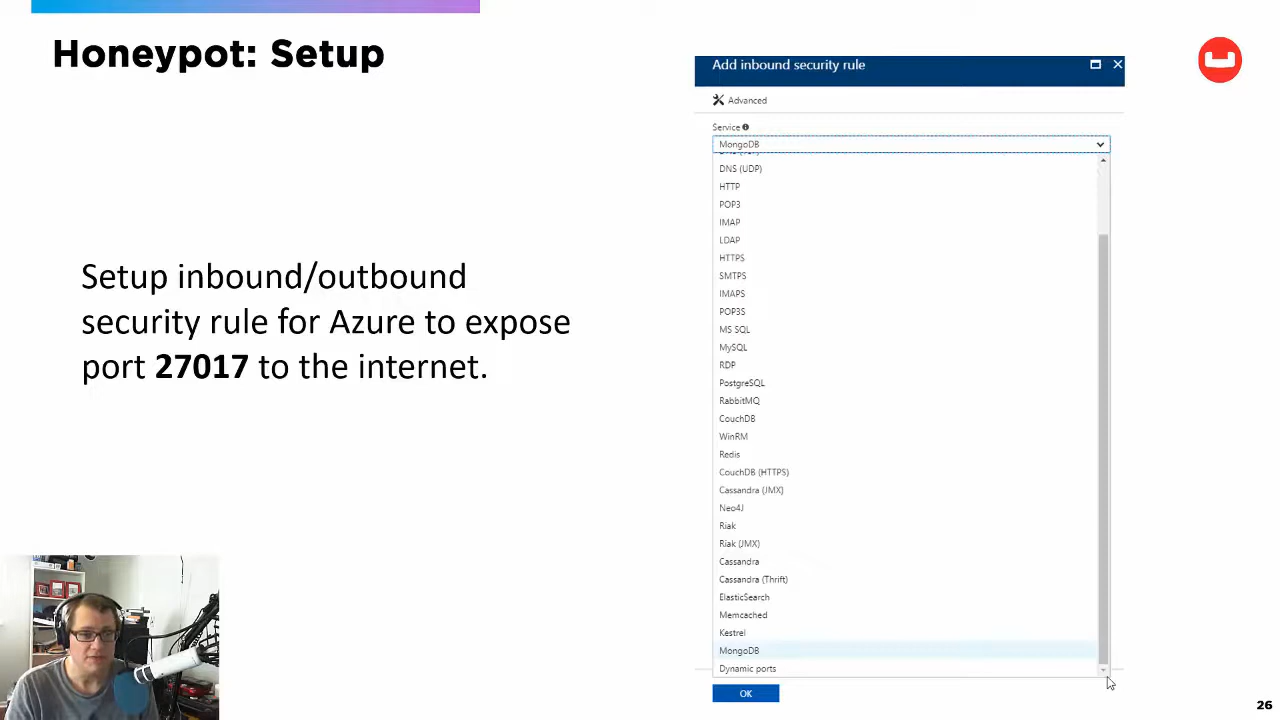 Honeypot: Setup
Setup inbound/outbound
security rule for Azure to expose
port 27017 to the internet.
Add inbound security rule
Advanced
Service
MongoDB
DNS (UDP)
HTTP
POP3
IMAP
LDAP
HTTPS
SMTPS
IMAPS
POP3S
MS SQL
MySQL
RDP
PostgreSQL
RabbitMQ
CouchDB
WinRM
Redis
CouchDB (HTTPS)
Cassandra (JMX)
Neo4J
Riak
Riak (JMX)
Cassandra
Cassandra (Thrift)
ElasticSearch
Memcached
Kestrel
MongoDB
Dynamic ports
OK
26